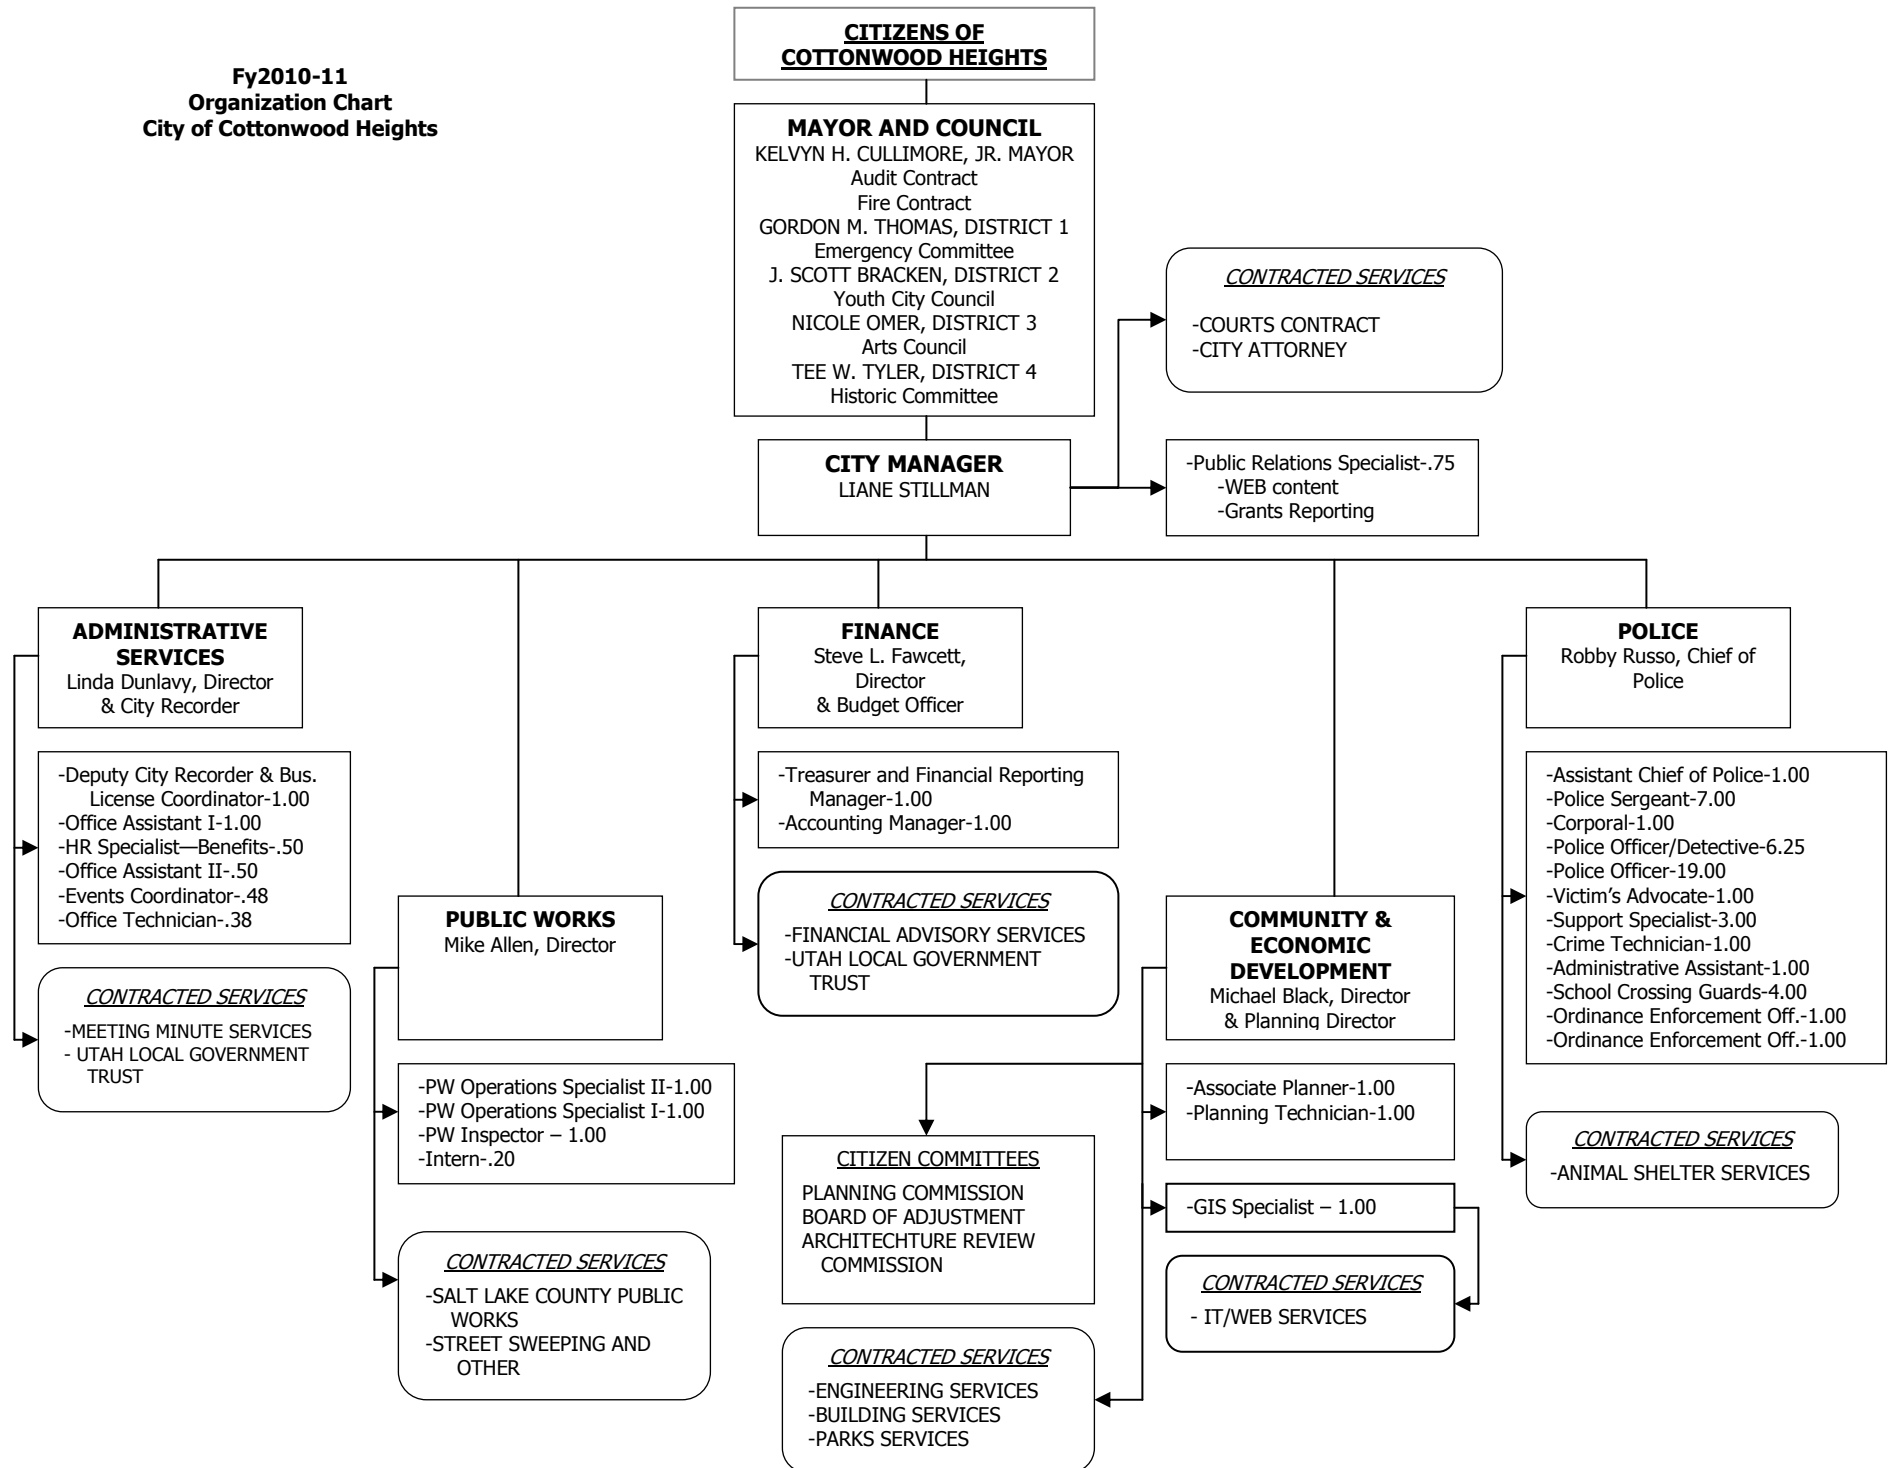 CITIZENS OF
COTTONWOOD HEIGHTS
Fy2010-11
Organization Chart
City of Cottonwood Heights
MAYOR AND COUNCIL
KELVYN H. CULLIMORE, JR. MAYOR
Audit Contract
Fire Contract
GORDON M. THOMAS, DISTRICT 1
Emergency Committee
J. SCOTT BRACKEN, DISTRICT 2
Youth City Council
NICOLE OMER, DISTRICT 3
Arts Council
TEE W. TYLER, DISTRICT 4
Historic Committee
CONTRACTED SERVICES
-COURTS CONTRACT
-CITY ATTORNEY
CITY MANAGER
LIANE STILLMAN
-Public Relations Specialist-.75
-WEB content
-Grants Reporting
ADMINISTRATIVE
SERVICES
Linda Dunlavy, Director
& City Recorder
-Deputy City Recorder & Bus.
License Coordinator-1.00
-Office Assistant I-1.00
-HR Specialist—Benefits-.50
-Office Assistant II-.50
-Events Coordinator-.48
-Office Technician-.38
CONTRACTED SERVICES
-MEETING MINUTE SERVICES
- UTAH LOCAL GOVERNMENT
TRUST
PUBLIC WORKS
Mike Allen, Director
-PW Operations Specialist II-1.00
-PW Operations Specialist I-1.00
-PW Inspector – 1.00
-Intern-.20
CONTRACTED SERVICES
-SALT LAKE COUNTY PUBLIC
WORKS
-STREET SWEEPING AND
OTHER
FINANCE
Steve L. Fawcett,
Director
& Budget Officer
-Treasurer and Financial Reporting
Manager-1.00
-Accounting Manager-1.00
CONTRACTED SERVICES
-FINANCIAL ADVISORY SERVICES
-UTAH LOCAL GOVERNMENT
TRUST
COMMUNITY &
ECONOMIC
DEVELOPMENT
Michael Black, Director
& Planning Director
CITIZEN COMMITTEES
PLANNING COMMISSION
BOARD OF ADJUSTMENT
ARCHITECHTURE REVIEW
COMMISSION
-Associate Planner-1.00
-Planning Technician-1.00
-GIS Specialist – 1.00
CONTRACTED SERVICES
- IT/WEB SERVICES
CONTRACTED SERVICES
-ENGINEERING SERVICES
-BUILDING SERVICES
-PARKS SERVICES
POLICE
Robby Russo, Chief of
Police
-Assistant Chief of Police-1.00
-Police Sergeant-7.00
-Corporal-1.00
-Police Officer/Detective-6.25
-Police Officer-19.00
-Victim’s Advocate-1.00
-Support Specialist-3.00
-Crime Technician-1.00
-Administrative Assistant-1.00
-School Crossing Guards-4.00
-Ordinance Enforcement Off.-1.00
-Ordinance Enforcement Off.-1.00
CONTRACTED SERVICES
-ANIMAL SHELTER SERVICES